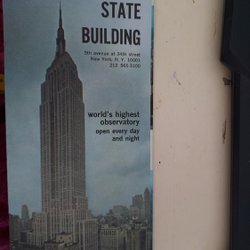 STATE
BUILDING
5th avenue at 34th street
New York, N. Y. 10001
212 565-3100
world's highest
observatory
open every day
and night